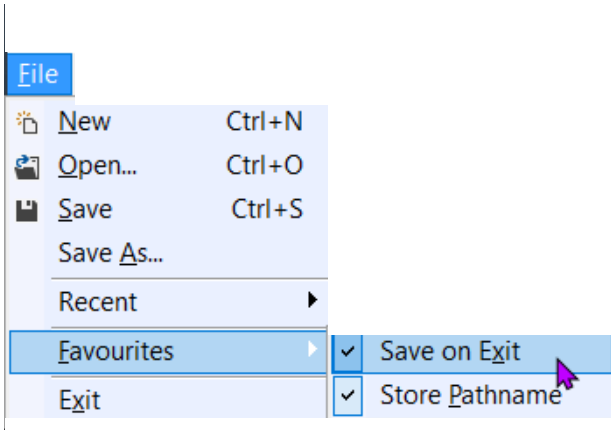 File
New Ctrl+N
Open... Ctrl+O
Save Ctrl+S
Save As...
Recent
Favourites Save on Exit
Exit Store Pathname